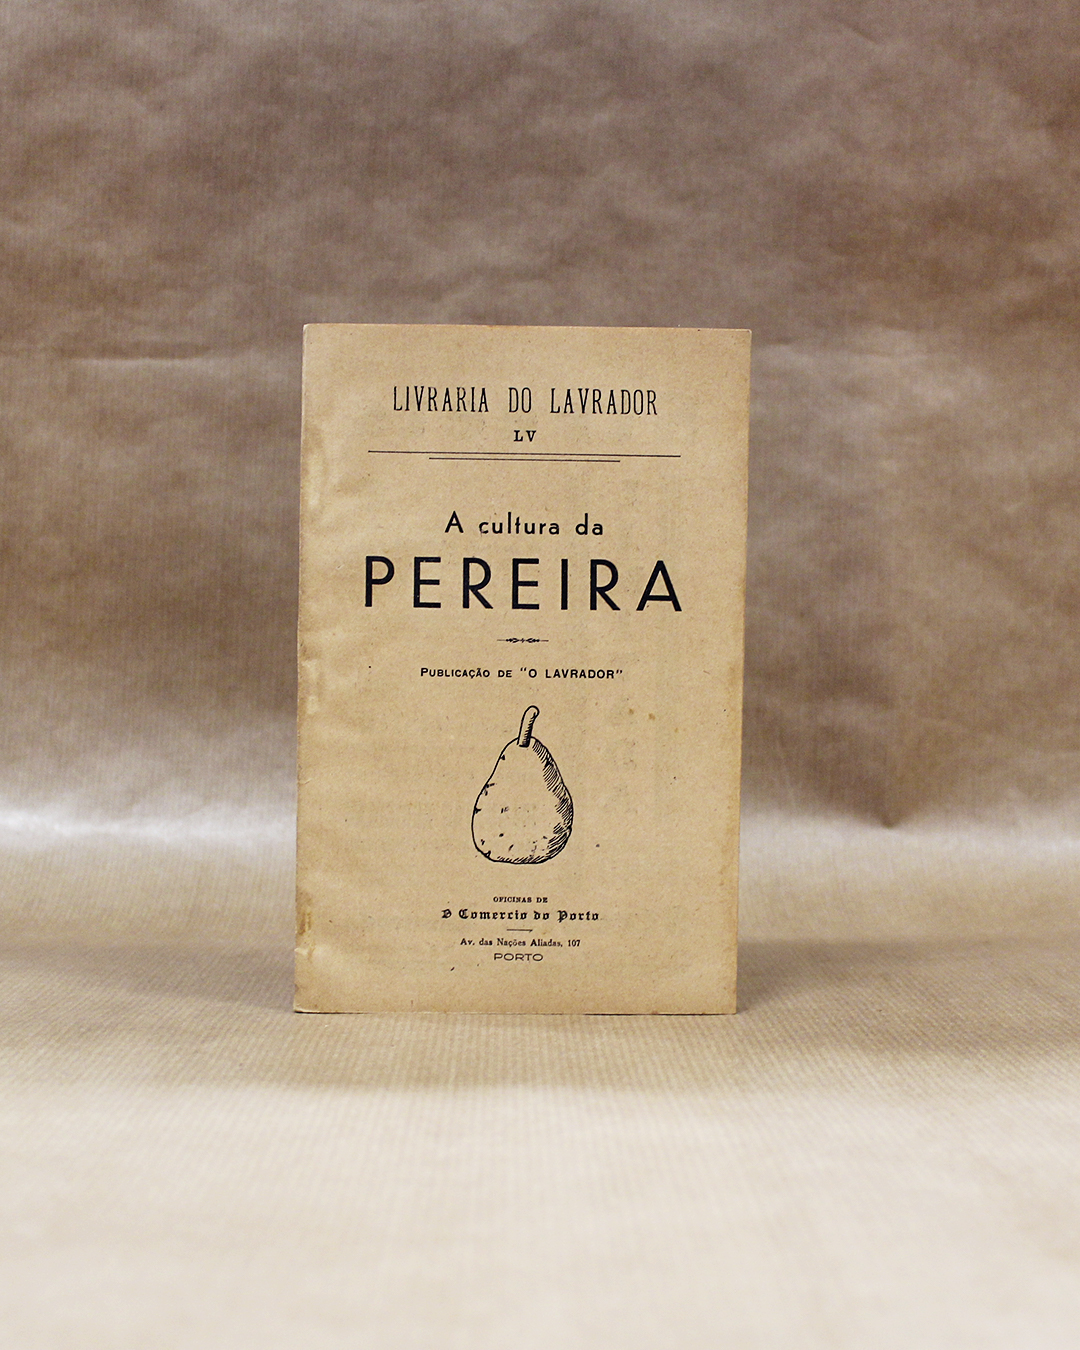 LIVRARIA DO LAVRADOR
LV
A cultura da
PEREIRA
PUBLICAÇÃO DE "O LAVRADOR"
OFICINAS DE
O Comercio do Porto
Av. das Nações Aliadas, 107
PORTO